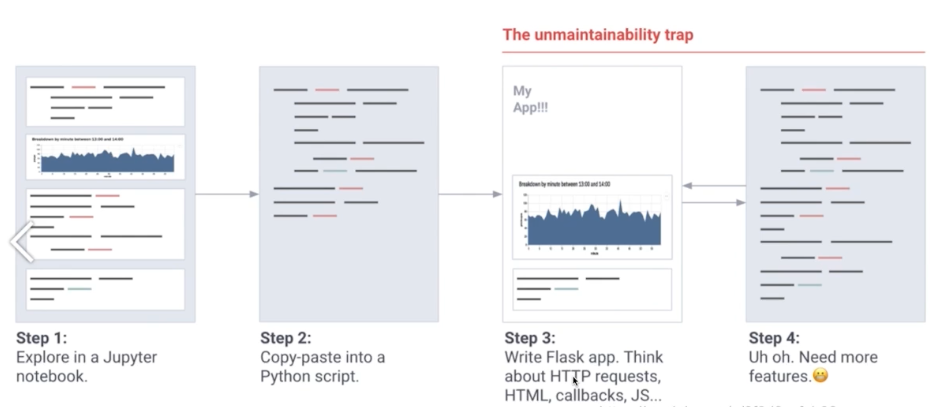 The unmaintainability trap
My
App!!!
Breakdown by minute between 13:00 and 14:00
Breakdown by minute between 13:00 and 14:00
Step 1:
Explore in a Jupyter
notebook.
Step 2:
Copy-paste into a
Python script.
Step 3:
Write Flask app. Think
about HTTP requests,
HTML, callbacks, JS...
Step 4:
Uh oh. Need more
features.😬